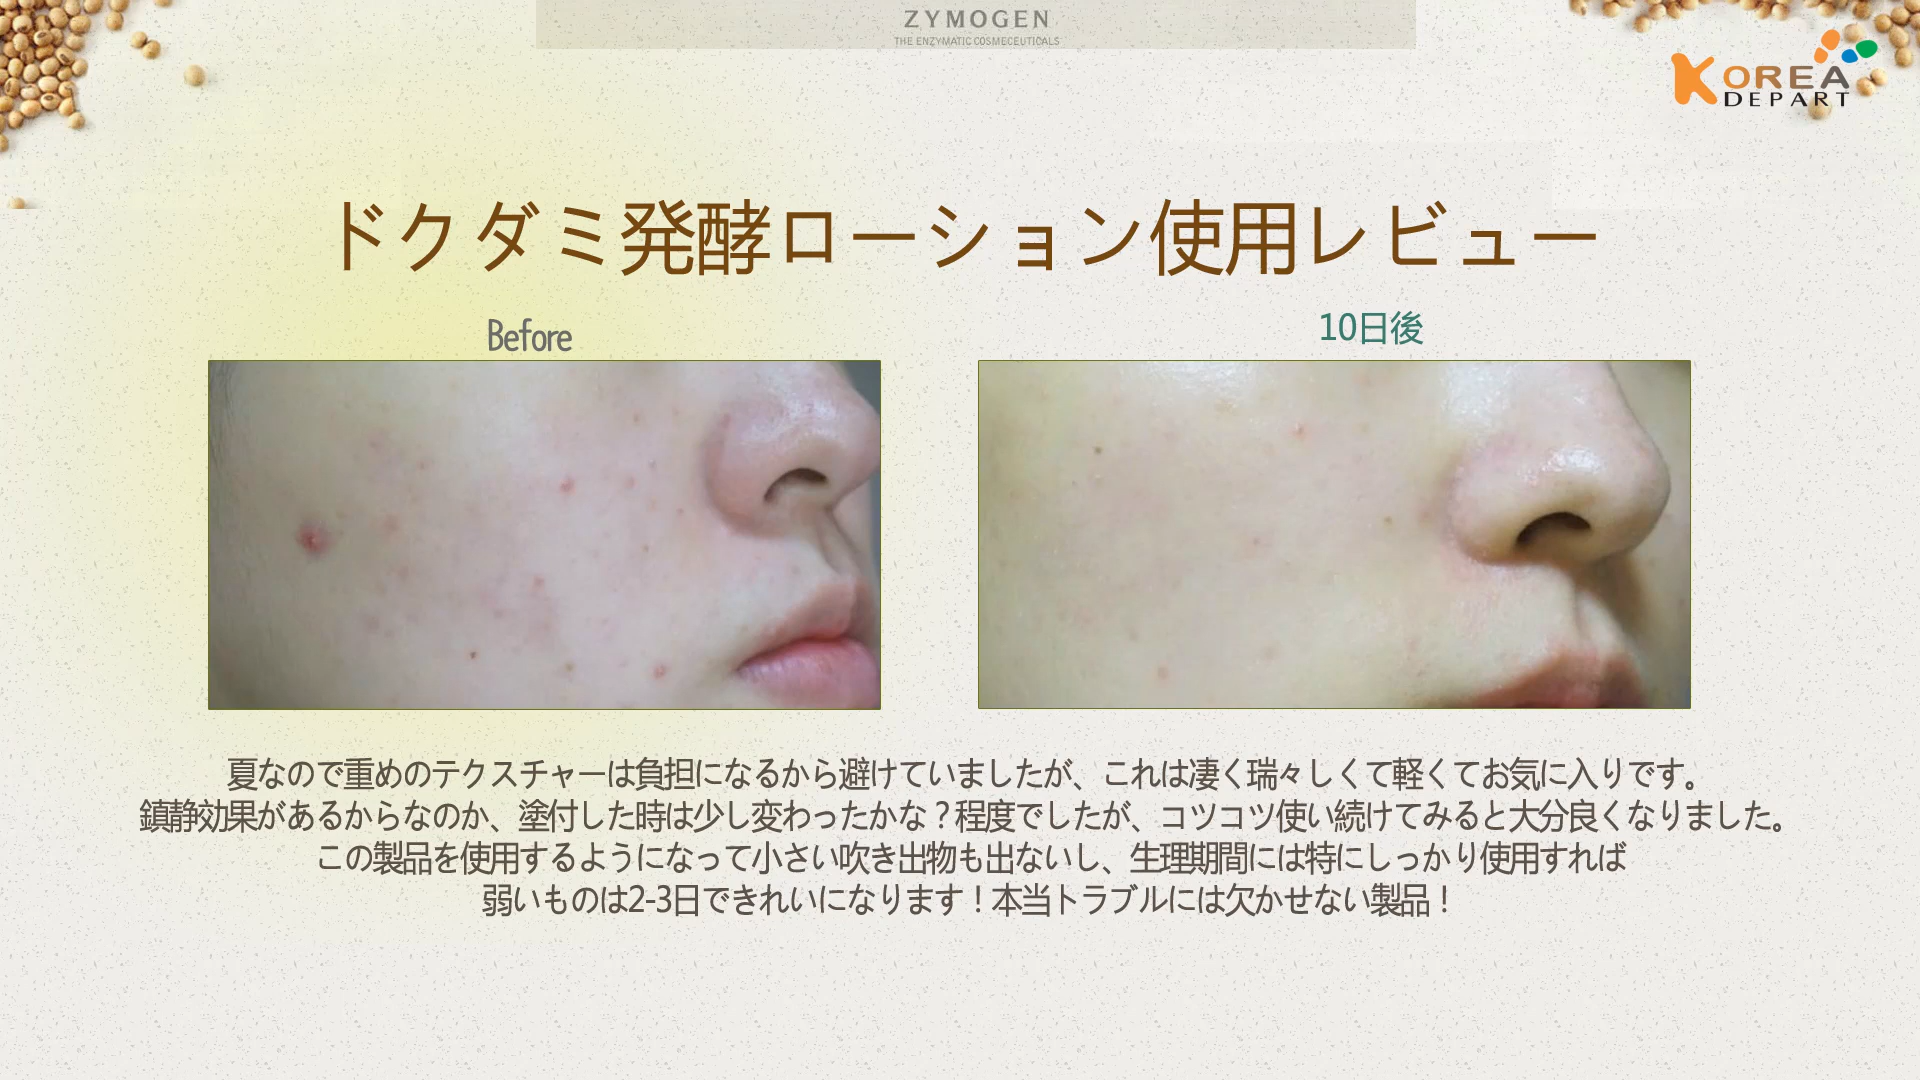 ZYMOGEN
THE ENZYMATIC COSMECEUTICALS
KOREA
DEPART
ドクダミ発酵ローション使用レビュー
Before
10日後
夏なので重めのテクスチャーは負担になるから避けていましたが、これは凄く瑞々しくて軽くてお気に入りです。
鎮静効果があるからなのか、塗付した時は少し変わったかな？程度でしたが、コツコツ使い続けてみると大分良くなりました。
この製品を使用するようになって小さい吹き出物も出ないし、生理期間には特にしっかり使用すれば
弱いものは2-3日できれいになります！本当トラブルには欠かせない製品！